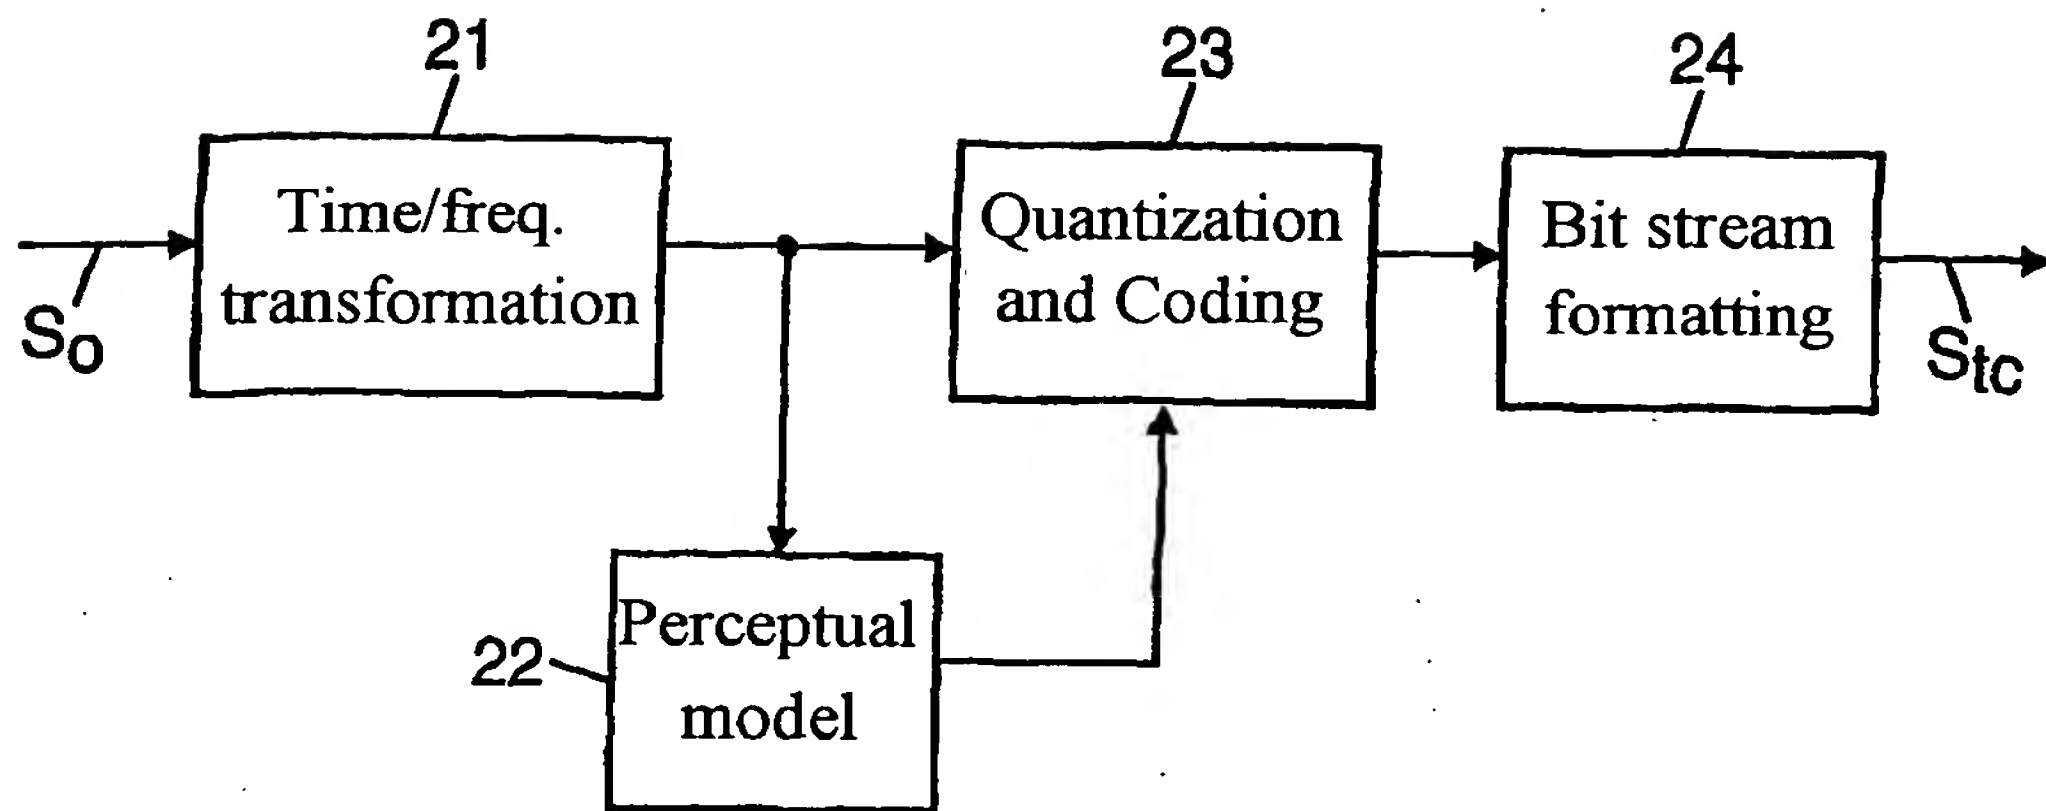 21
23
24
Time/freq.
transformation
Quantization
and Coding
Bit stream
formatting
So
Stc
22
Perceptual
model